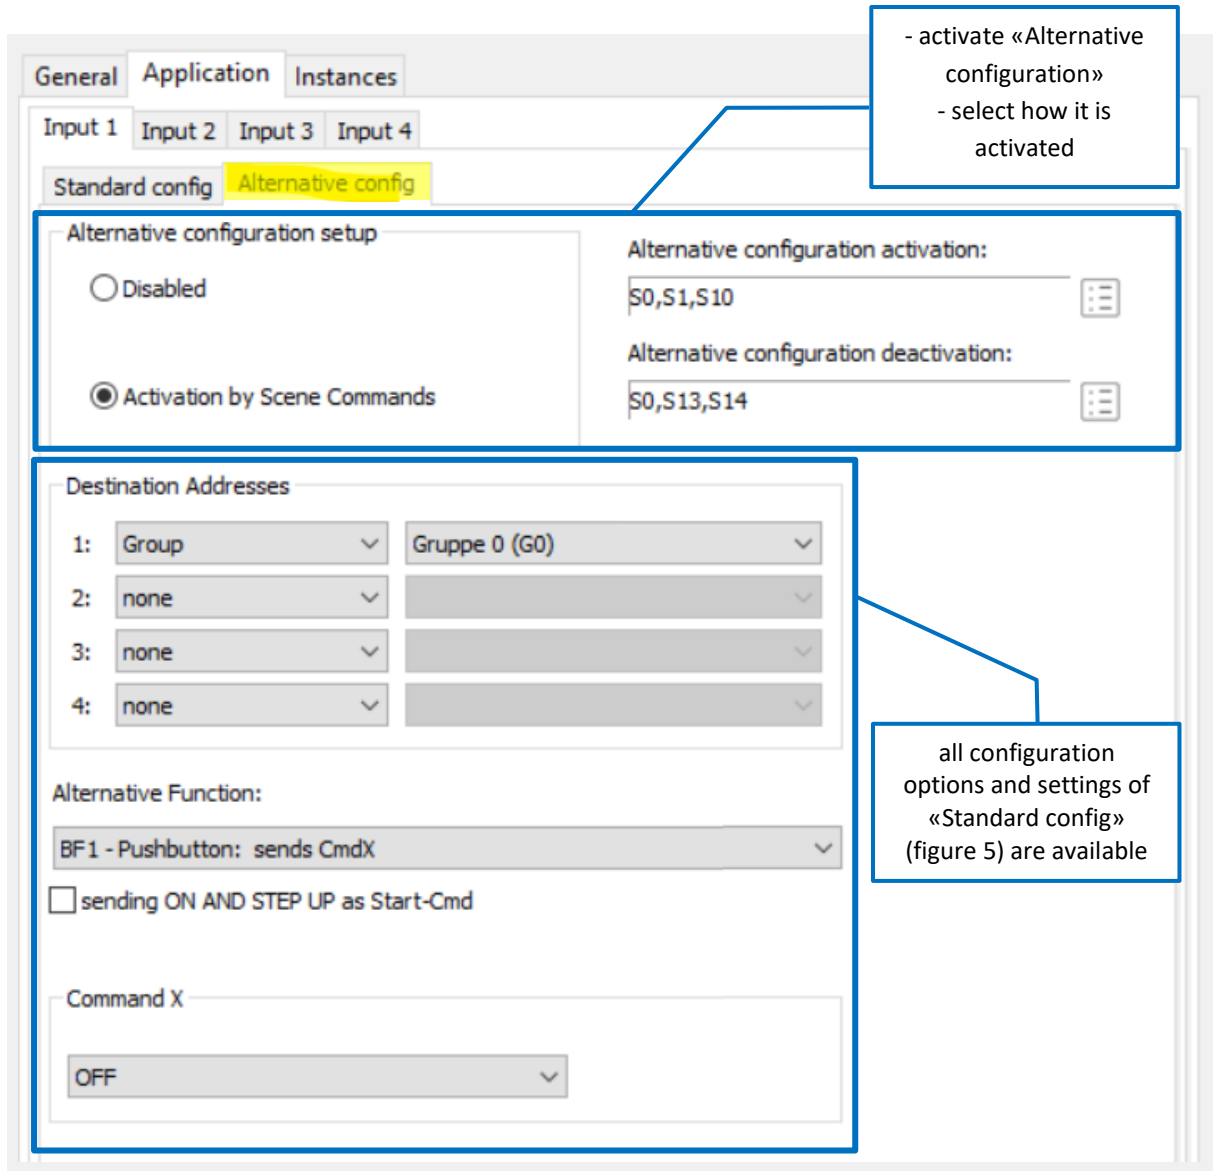 - activate «Alternative
configuration»
- select how it is
activated
General Application Instances
Input 1 Input 2 Input 3 Input 4
Standard config Alternative config
Alternative configuration setup
Disabled
Activation by Scene Commands
Alternative configuration activation:
S0,S1,S10
Alternative configuration deactivation:
S0,S13,S14
Destination Addresses
1: Group Gruppe 0 (G0)
2: none
3: none
4: none
all configuration
options and settings of
«Standard config»
(figure 5) are available
Alternative Function:
BF1 - Pushbutton: sends CmdX
sending ON AND STEP UP as Start-Cmd
Command X
OFF